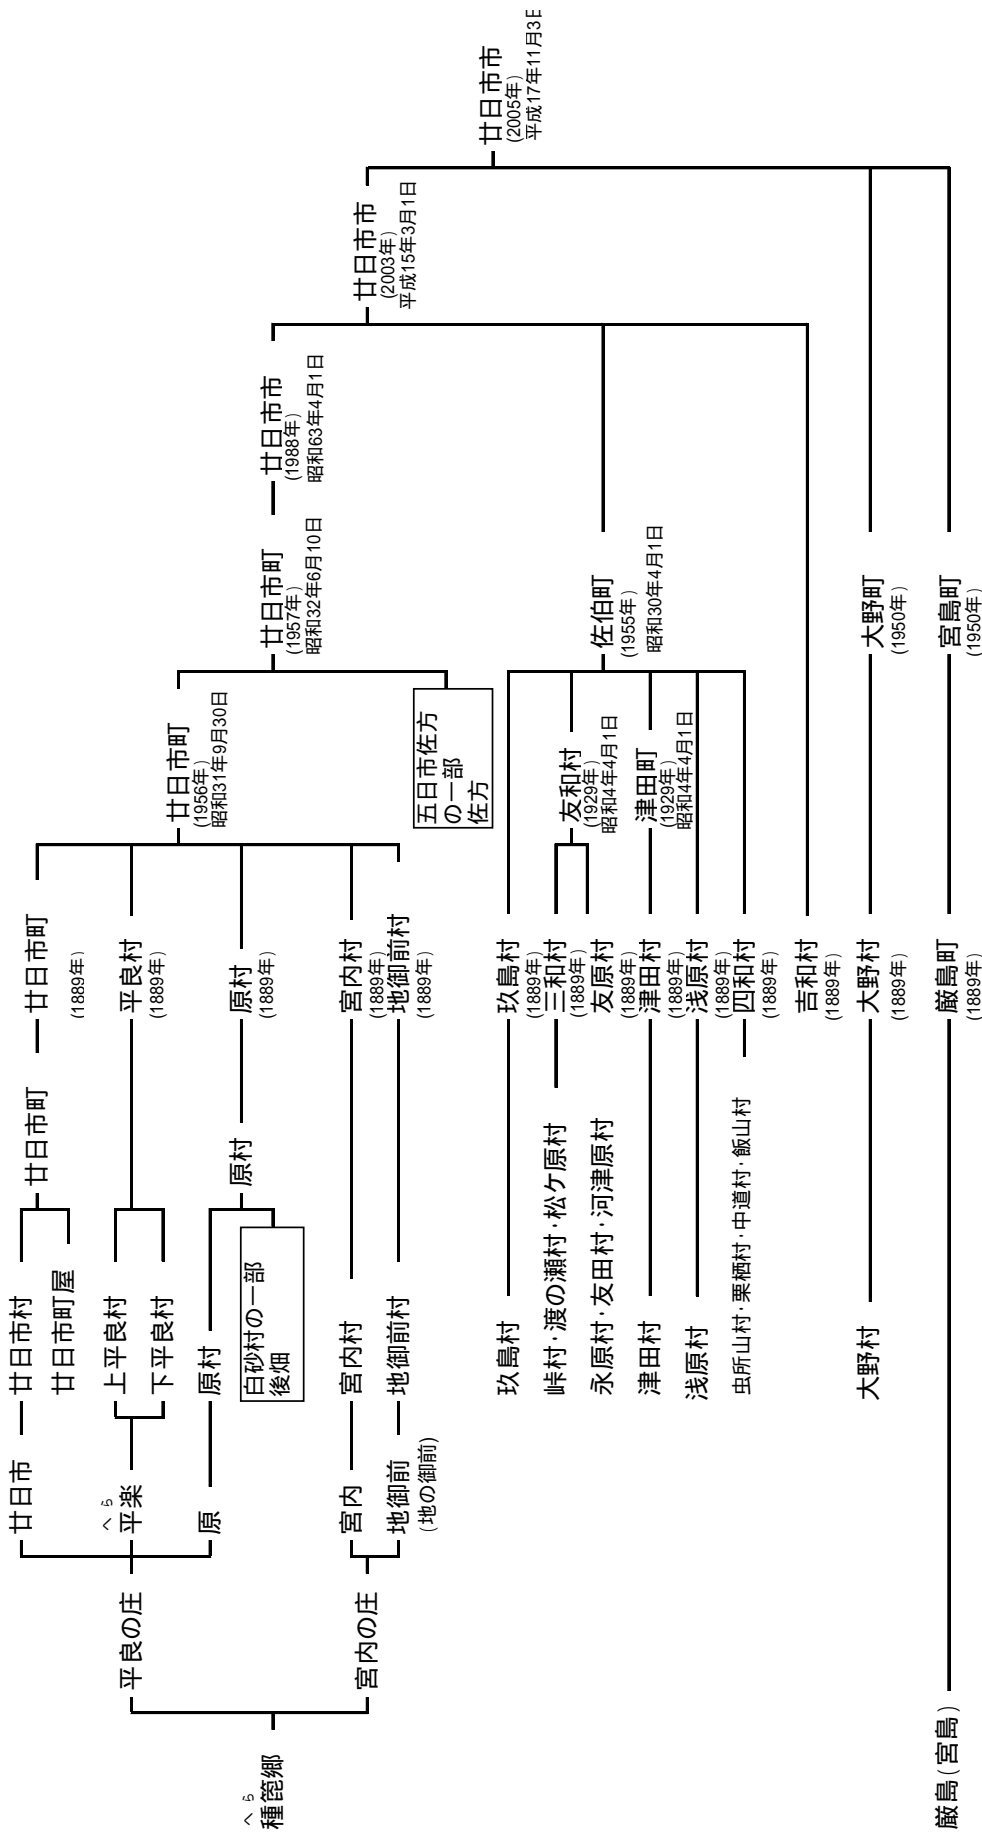 へら
種箆郷
平良の庄
宮内の庄
廿日市
へら
平楽
原
宮内
地御前
(地の御前)
廿日市村
廿日市町屋
上平良村
下平良村
原村
白砂村の一部
後畑
宮内村
地御前村
廿日市町
原村
廿日市町
(1889年)
平良村
(1889年)
原村
(1889年)
宮内村
(1889年)
地御前村
(1889年)
廿日市町
(1956年)
昭和31年9月30日
五日市佐方
の一部
佐方
廿日市町
(1957年)
昭和32年6月10日
廿日市市
(1988年)
昭和63年4月1日
玖島村
峠村・渡の瀬村・松ケ原村
永原村・友田村・河津原村
津田村
浅原村
虫所山村・栗栖村・中道村・飯山村
玖島村
(1889年)
三和村
(1889年)
友原村
(1889年)
津田村
(1889年)
浅原村
(1889年)
四和村
(1889年)
友和村
(1929年)
昭和4年4月1日
津田町
(1929年)
昭和4年4月1日
佐伯町
(1955年)
昭和30年4月1日
吉和村
(1889年)
廿日市市
(2003年)
平成15年3月1日
大野村
大野村
(1889年)
大野町
(1950年)
厳島(宮島)
厳島町
(1889年)
宮島町
(1950年)
廿日市市
(2005年)
平成17年11月3日